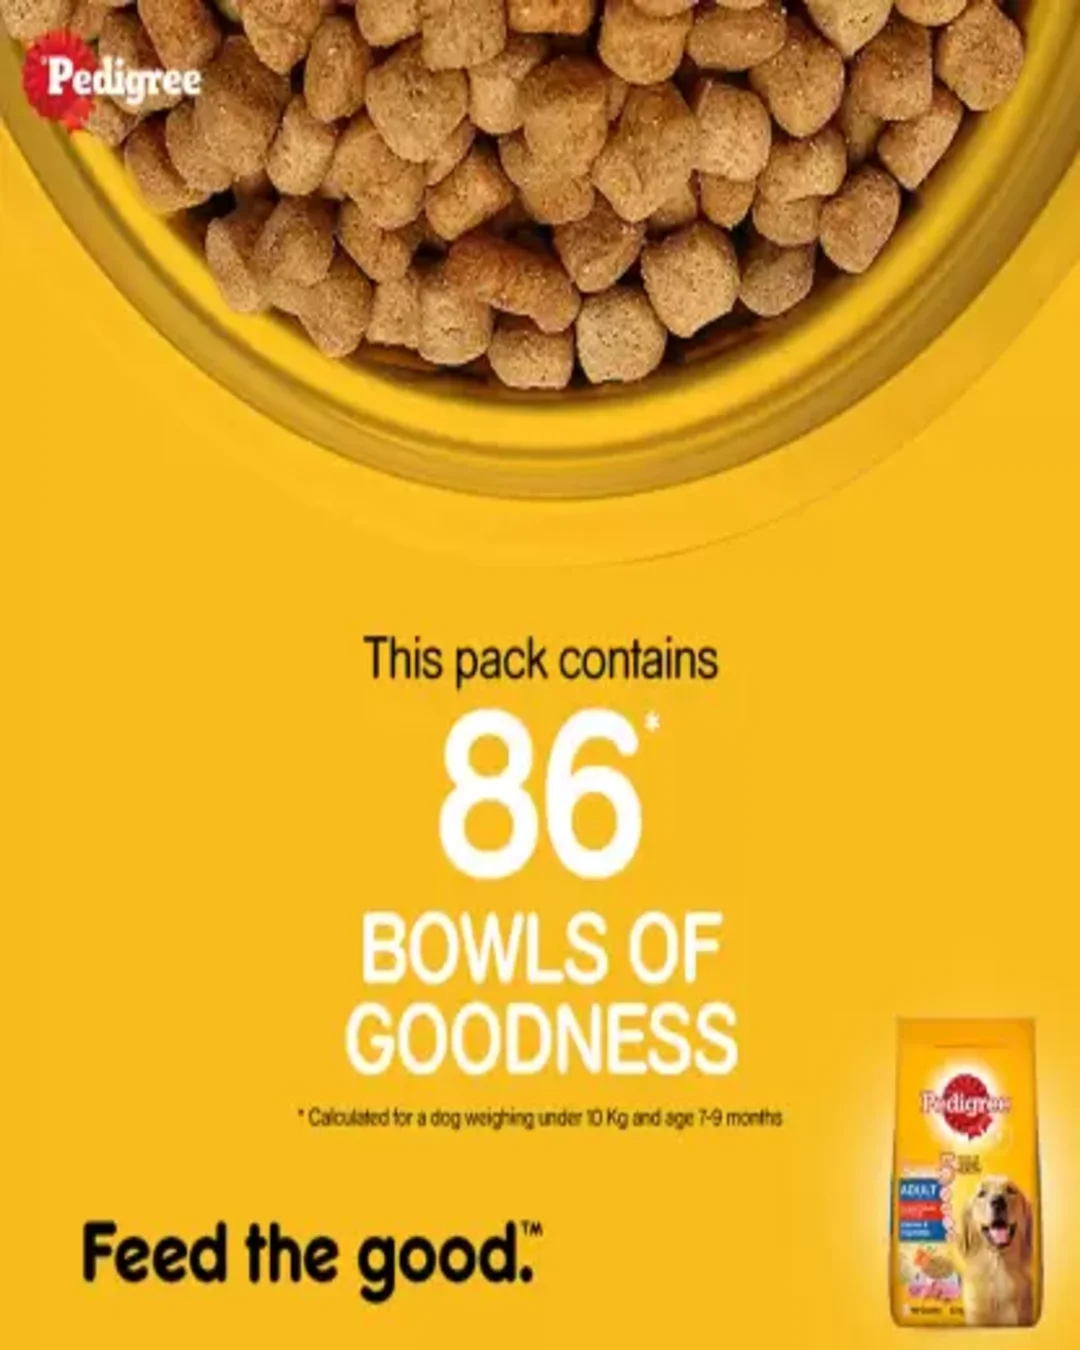 Pedigree
This pack contains
86*
BOWLS OF
GOODNESS
* Calculated for a dog weighing under 10 Kg and age 7-9 months
Feed the good.™
Pedigree
5
ADULT